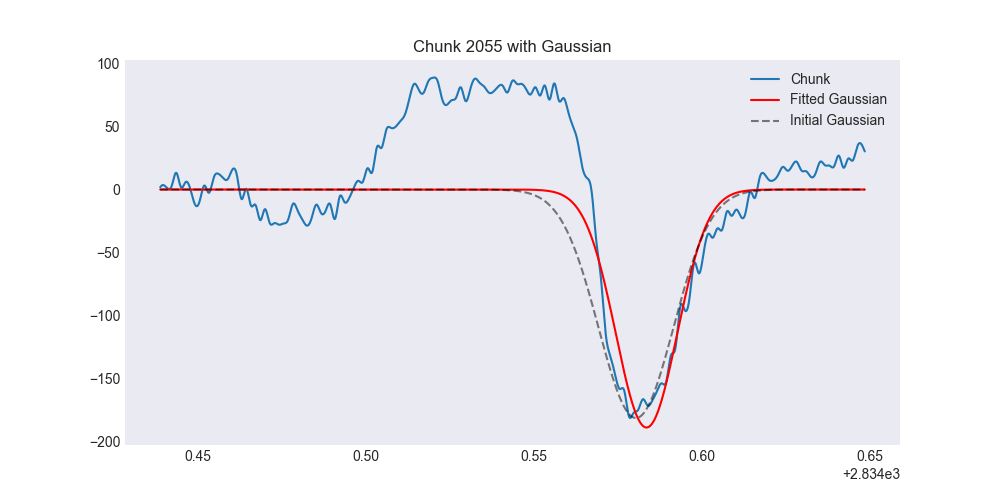 Chunk 2055 with Gaussian
100
50
0
−50
−100
−150
−200
Chunk
Fitted Gaussian
Initial Gaussian
0.45 0.50 0.55 0.60 0.65
+2.834e3